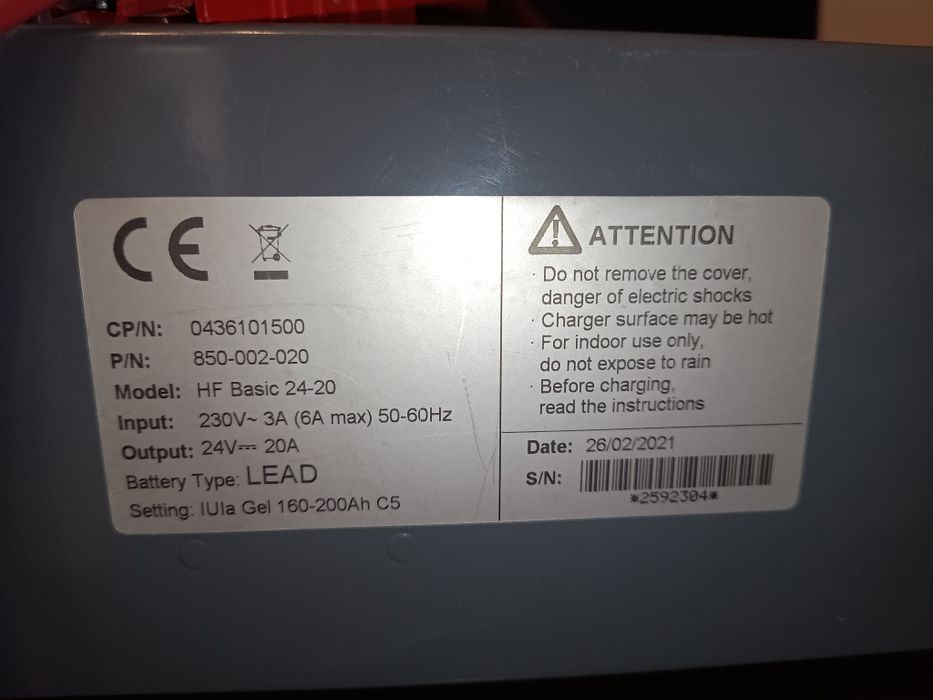 CE
CP/N: 0436101500
P/N: 850-002-020
Model: HF Basic 24-20
Input: 230V~ 3A (6A max) 50-60Hz
Output: 24V⎓ 20A
Battery Type: LEAD
Setting: IUIa Gel 160-200Ah C5
ATTENTION
· Do not remove the cover,
danger of electric shocks
· Charger surface may be hot
· For indoor use only,
do not expose to rain
· Before charging,
read the instructions
Date: 26/02/2021
S/N:
*2592304*